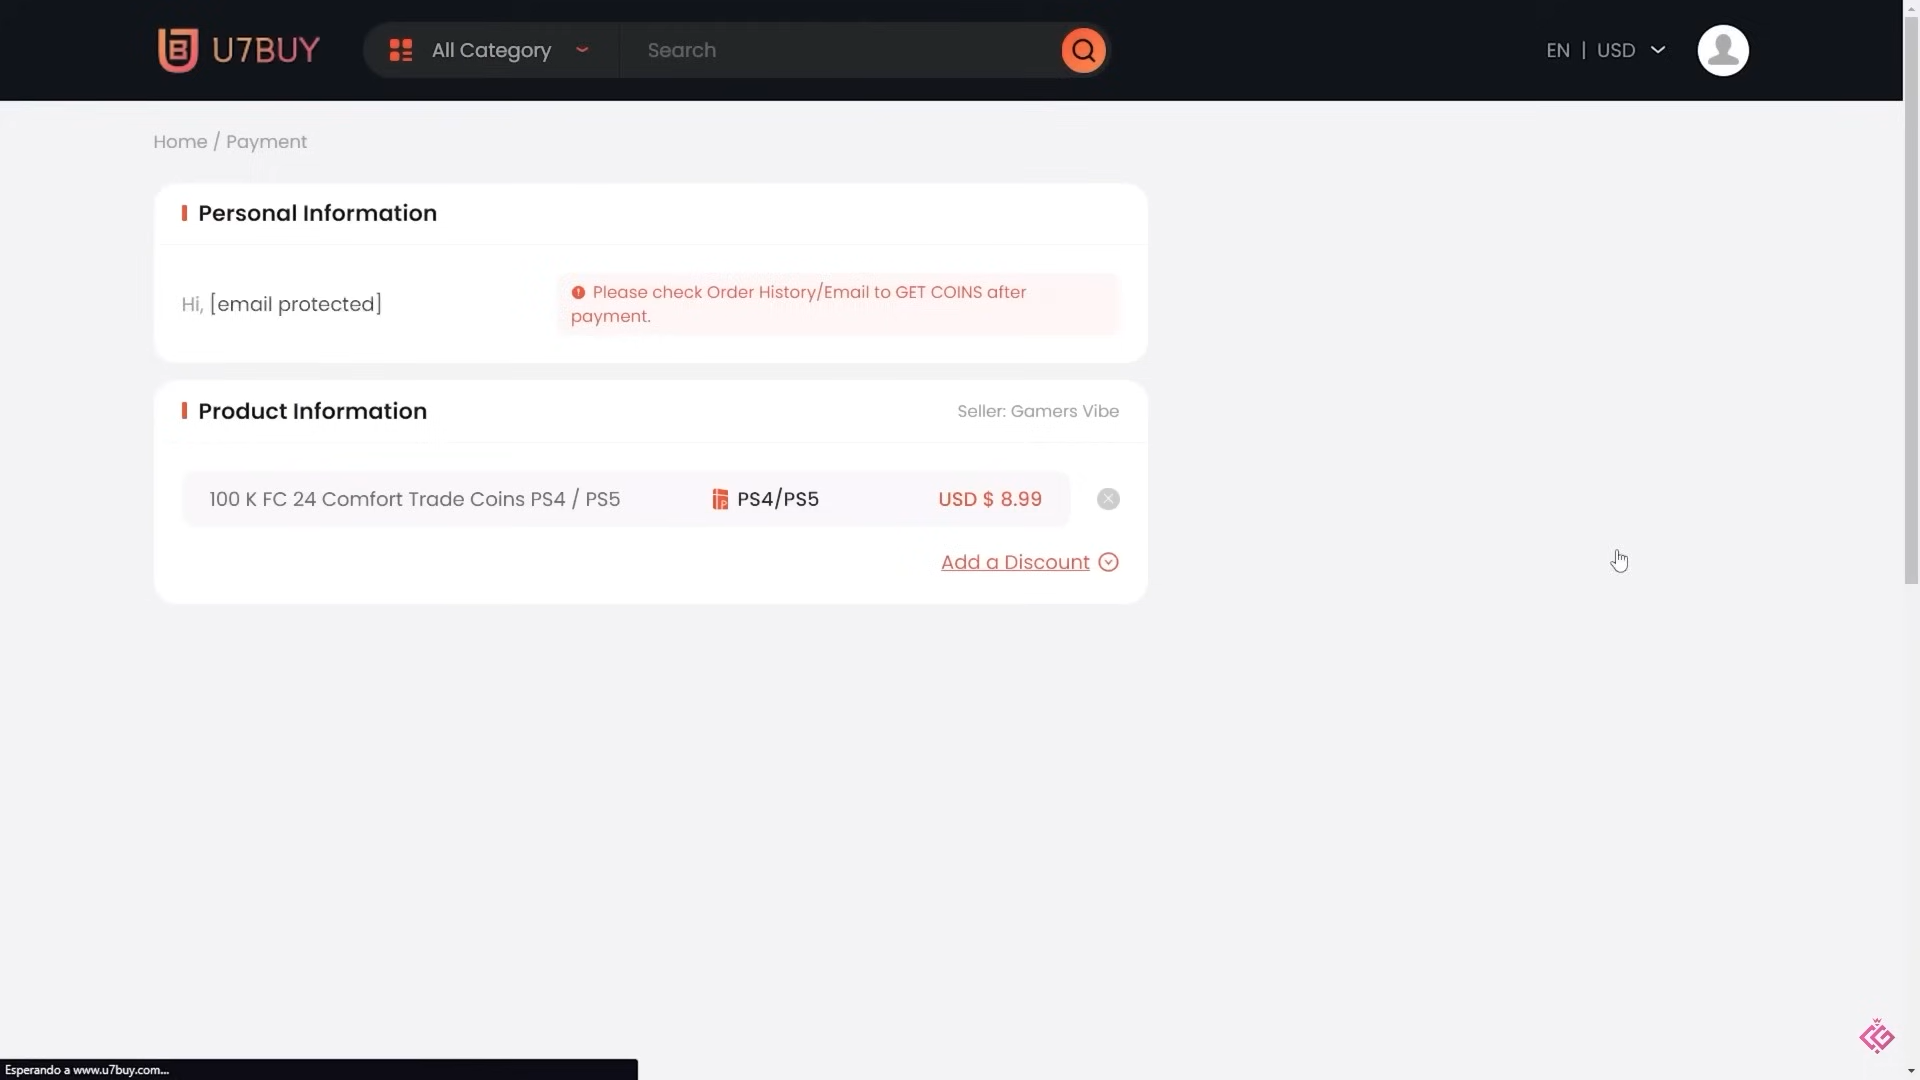 U7BUY
All Category
Search
EN | USD
Home / Payment
Personal Information
Hi, [email protected]
Please check Order History/Email to GET COINS after
payment.
Product Information
Seller: Gamers Vibe
100 K FC 24 Comfort Trade Coins PS4 / PS5
PS4/PS5
USD $ 8.99
Add a Discount
Esperando a www.u7buy.com...